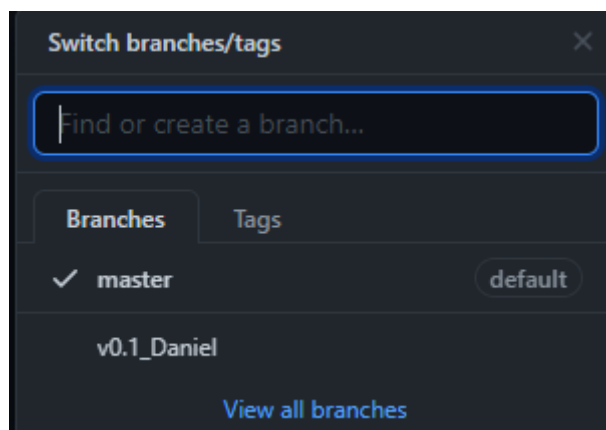 Switch branches/tags
Find or create a branch...
Branches Tags
master default
v0.1_Daniel
View all branches